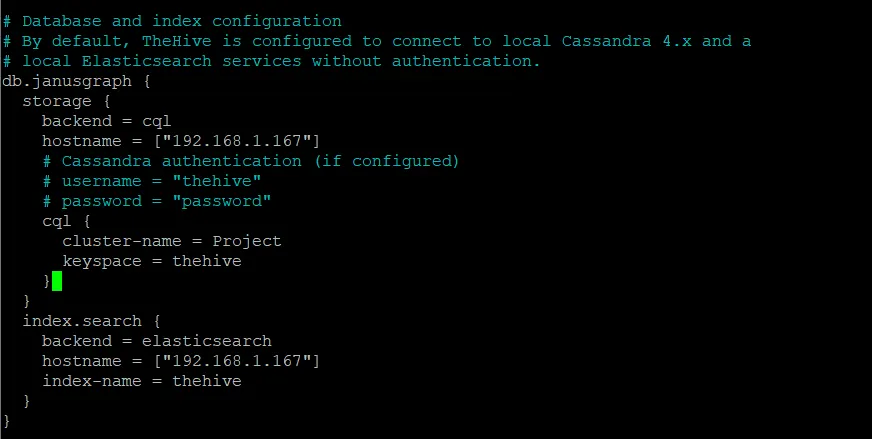 # Database and index configuration
# By default, TheHive is configured to connect to local Cassandra 4.x and a
# local Elasticsearch services without authentication.
db.janusgraph {
  storage {
    backend = cql
    hostname = ["192.168.1.167"]
    # Cassandra authentication (if configured)
    # username = "thehive"
    # password = "password"
    cql {
      cluster-name = Project
      keyspace = thehive
    }
  }
  index.search {
    backend = elasticsearch
    hostname = ["192.168.1.167"]
    index-name = thehive
  }
}